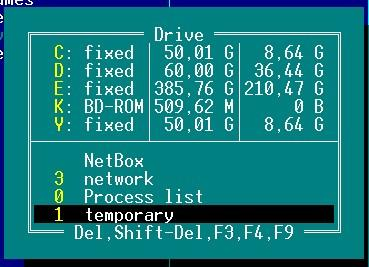 ames
Drive
C: fixed 50,01 G 8,64 G
D: fixed 60,00 G 36,44 G
E: fixed 385,76 G 210,47 G
K: BD-ROM 509,62 M 0 B
Y: fixed 50,01 G 8,64 G
NetBox
3 network
0 Process list
1 temporary
Del,Shift-Del,F3,F4,F9